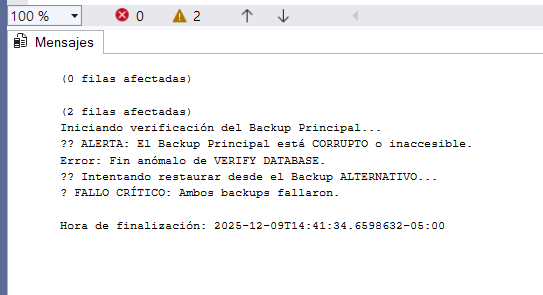 100 %
0
2
Mensajes
(0 filas afectadas)
(2 filas afectadas)
Iniciando verificación del Backup Principal...
?? ALERTA: El Backup Principal está CORRUPTO o inaccesible.
Error: Fin anómalo de VERIFY DATABASE.
?? Intentando restaurar desde el Backup ALTERNATIVO...
? FALLO CRÍTICO: Ambos backups fallaron.
Hora de finalización: 2025-12-09T14:41:34.6598632-05:00